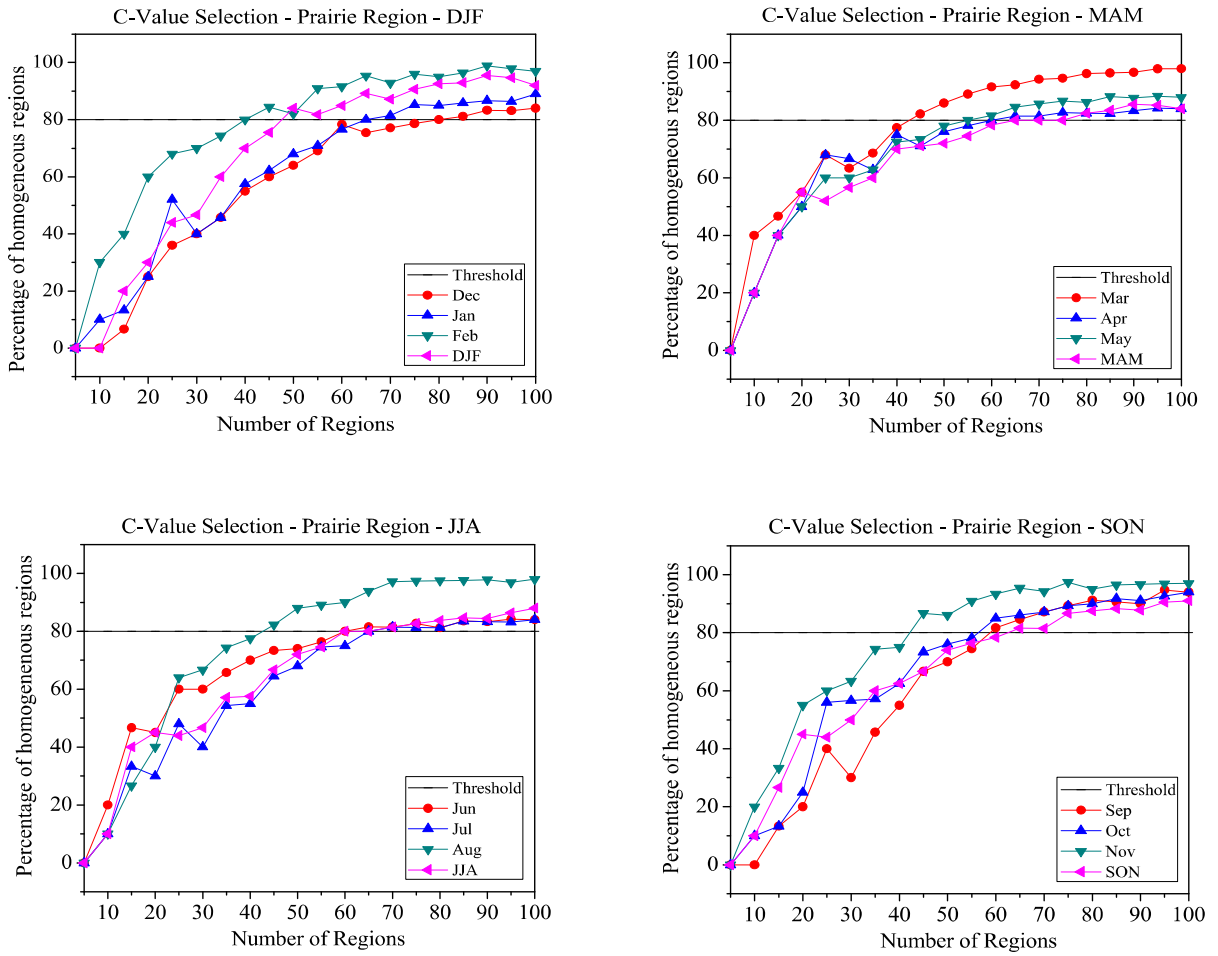 C-Value Selection - Prairie Region - DJF
Percentage of homogeneous regions
100
80
60
40
20
0
Threshold
Dec
Jan
Feb
DJF
10 20 30 40 50 60 70 80 90 100
Number of Regions
C-Value Selection - Prairie Region - MAM
Percentage of homogeneous regions
100
80
60
40
20
0
Threshold
Mar
Apr
May
MAM
10 20 30 40 50 60 70 80 90 100
Number of Regions
C-Value Selection - Prairie Region - JJA
Percentage of homogenenous regions
100
80
60
40
20
0
Threshold
Jun
Jul
Aug
JJA
10 20 30 40 50 60 70 80 90 100
Number of Regions
C-Value Selection - Prairie Region - SON
Percentage of homogeneous regions
100
80
60
40
20
0
Threshold
Sep
Oct
Nov
SON
10 20 30 40 50 60 70 80 90 100
Number of Regions